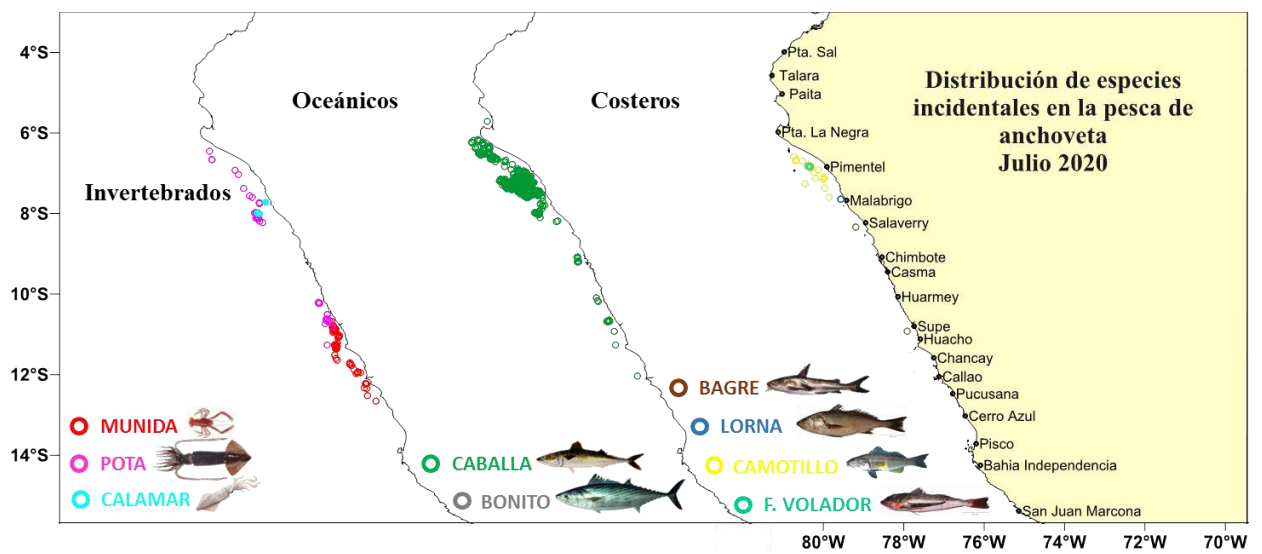 Distribución de especies
incidentales en la pesca de
anchoveta
Julio 2020
Invertebrados
Oceánicos
Costeros
4°S
6°S
8°S
10°S
12°S
14°S
Pta. Sal
Talara
Paita
Pta. La Negra
Pimentel
Malabrigo
Salaverry
Chimbote
Casma
Huarmey
Supe
Huacho
Chancay
Callao
Pucusana
Cerro Azul
Pisco
Bahia Independencia
San Juan Marcona
MUNIDA
POTA
CALAMAR
CABALLA
BONITO
BAGRE
LORNA
CAMOTILLO
F. VOLADOR
80°W 78°W 76°W 74°W 72°W 70°W